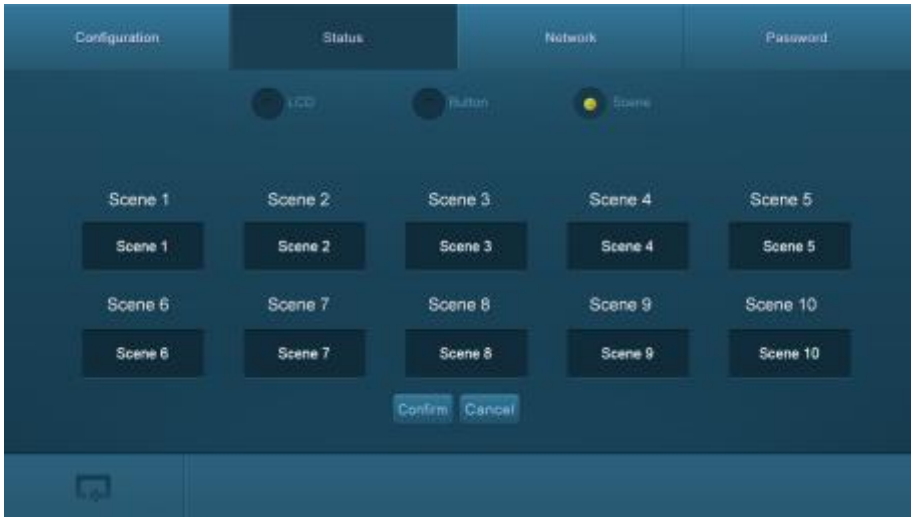 Configuration Status Network Password
LCD Button Scene
Scene 1 Scene 2 Scene 3 Scene 4 Scene 5
Scene 1 Scene 2 Scene 3 Scene 4 Scene 5
Scene 6 Scene 7 Scene 8 Scene 9 Scene 10
Scene 6 Scene 7 Scene 8 Scene 9 Scene 10
Confirm Cancel